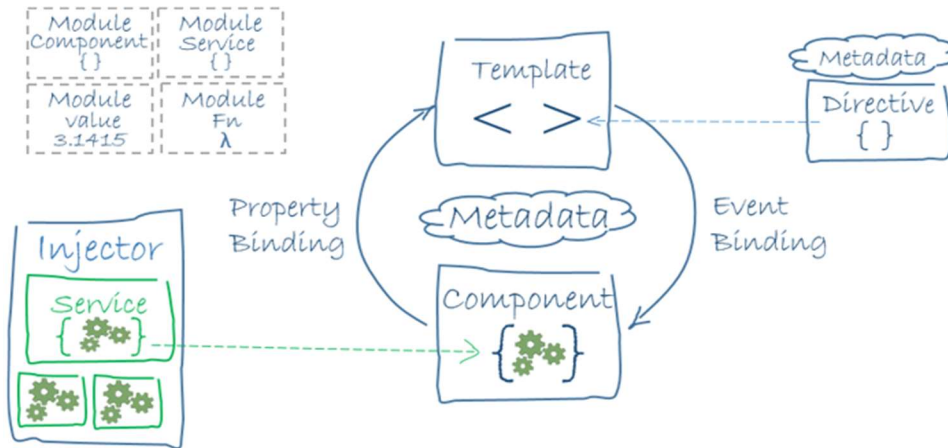 Module
Component
{ }
Module
Service
{ }
Module
value
3.1415
Module
Fn
λ
Template
< >
Metadata
Directive
{ }
Property
Binding
Metadata
Event
Binding
Injector
Service
{ }
Component
{ }